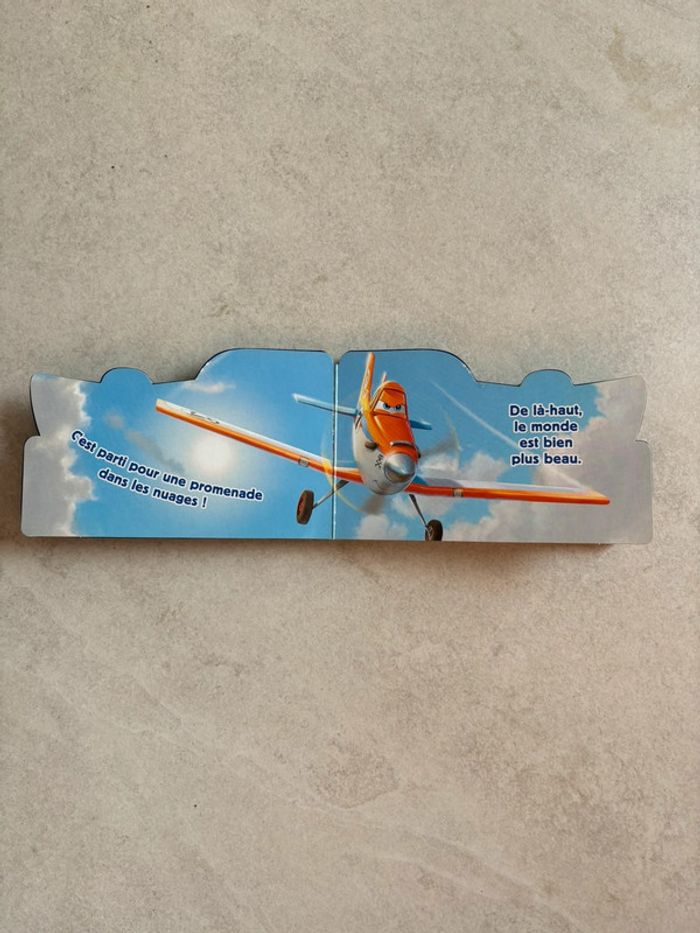 C'est parti pour une promenade
dans les nuages !
De là-haut,
le monde
est bien
plus beau.